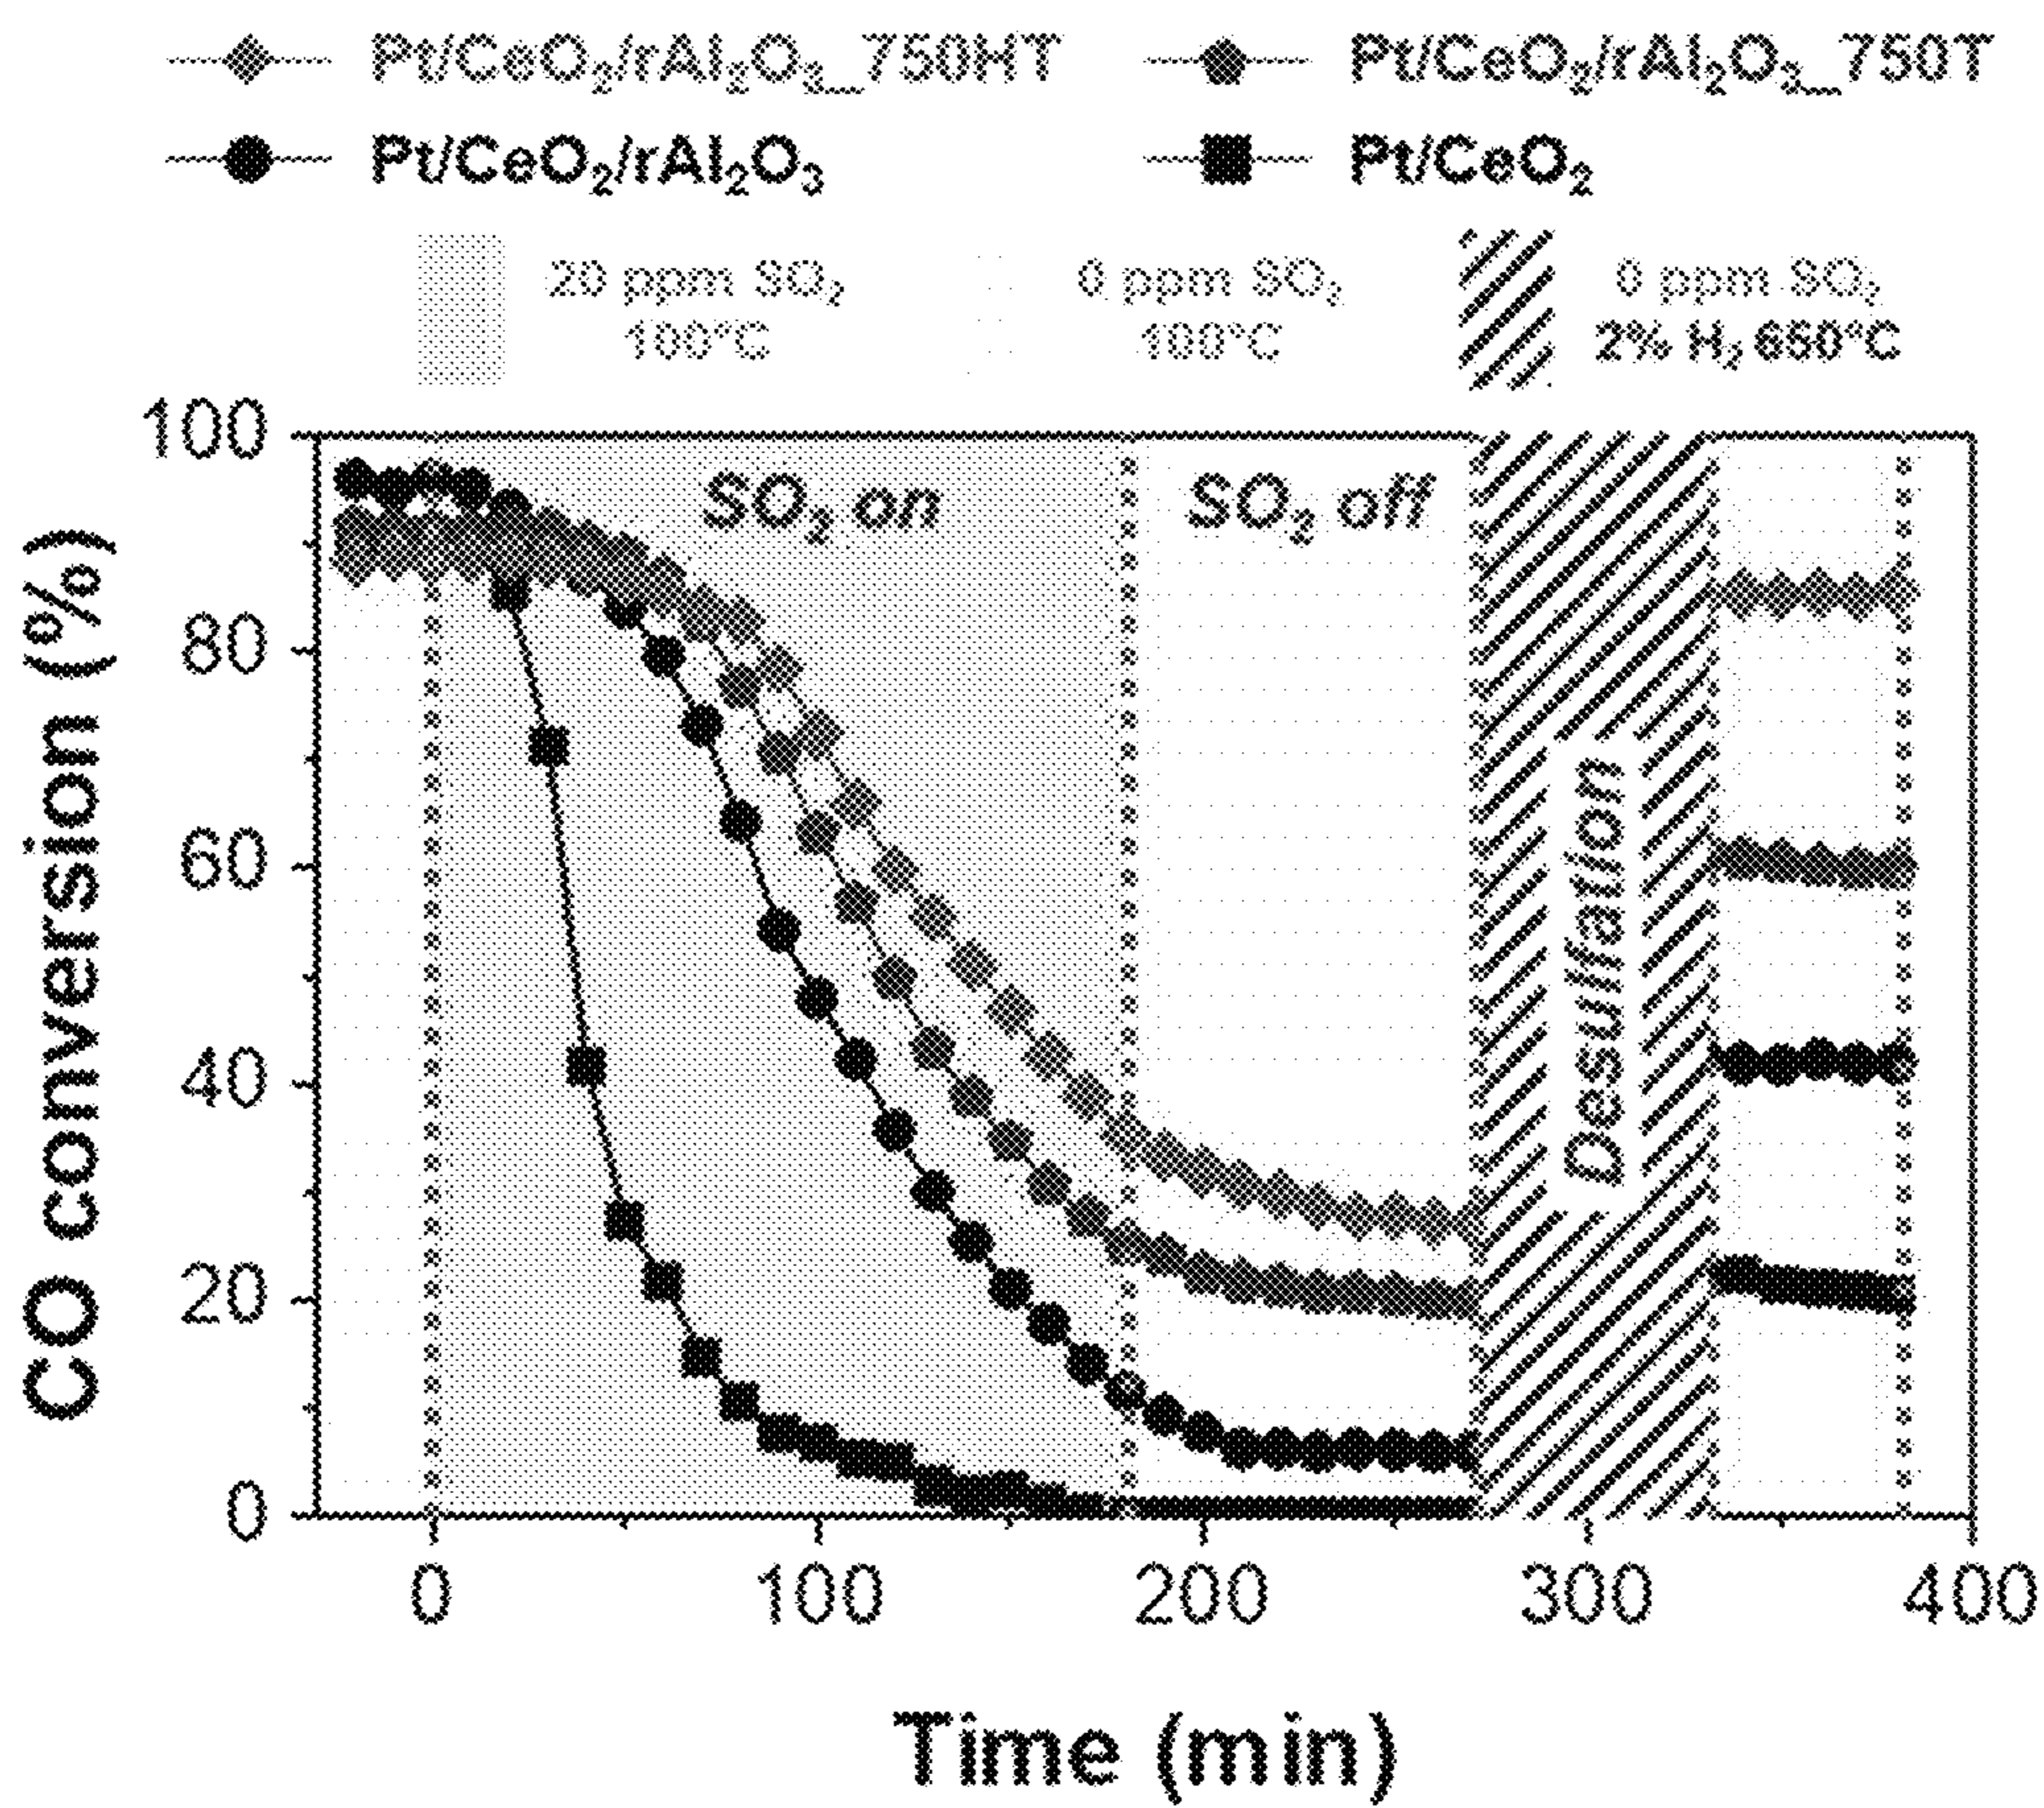 Pt/CeO₂/rAl₂O₃_750HT
Pt/CeO₂/rAl₂O₃_750T
Pt/CeO₂/rAl₂O₃
Pt/CeO₂
20 ppm SO₂
100°C
0 ppm SO₂
100°C
0 ppm SO₂
2% H₂ 650°C
SO₂ on
SO₂ off
Desulfation
CO conversion (%)
100
80
60
40
20
0
0
100
200
300
400
Time (min)